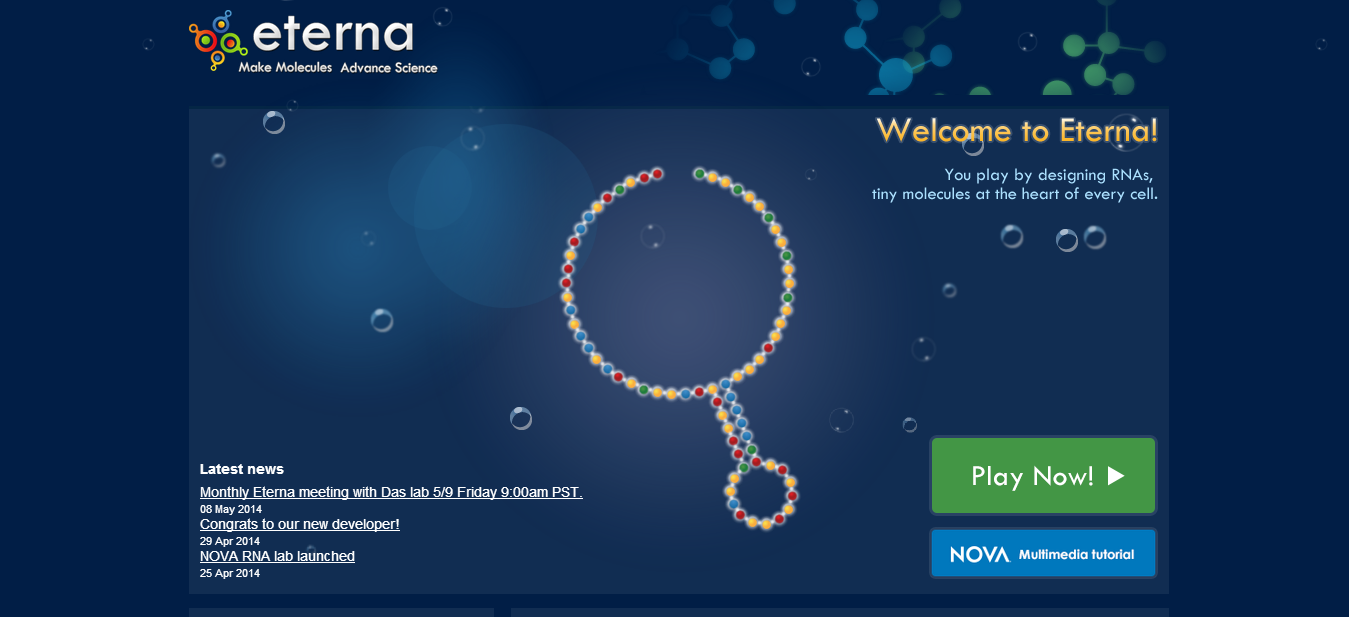 eterna
Make Molecules Advance Science
Welcome to Eterna!
You play by designing RNAs,
tiny molecules at the heart of every cell.
Latest news
Monthly Eterna meeting with Das lab 5/9 Friday 9:00am PST.
08 May 2014
Congrats to our new developer!
29 Apr 2014
NOVA RNA lab launched
25 Apr 2014
Play Now!
NOVA Multimedia tutorial